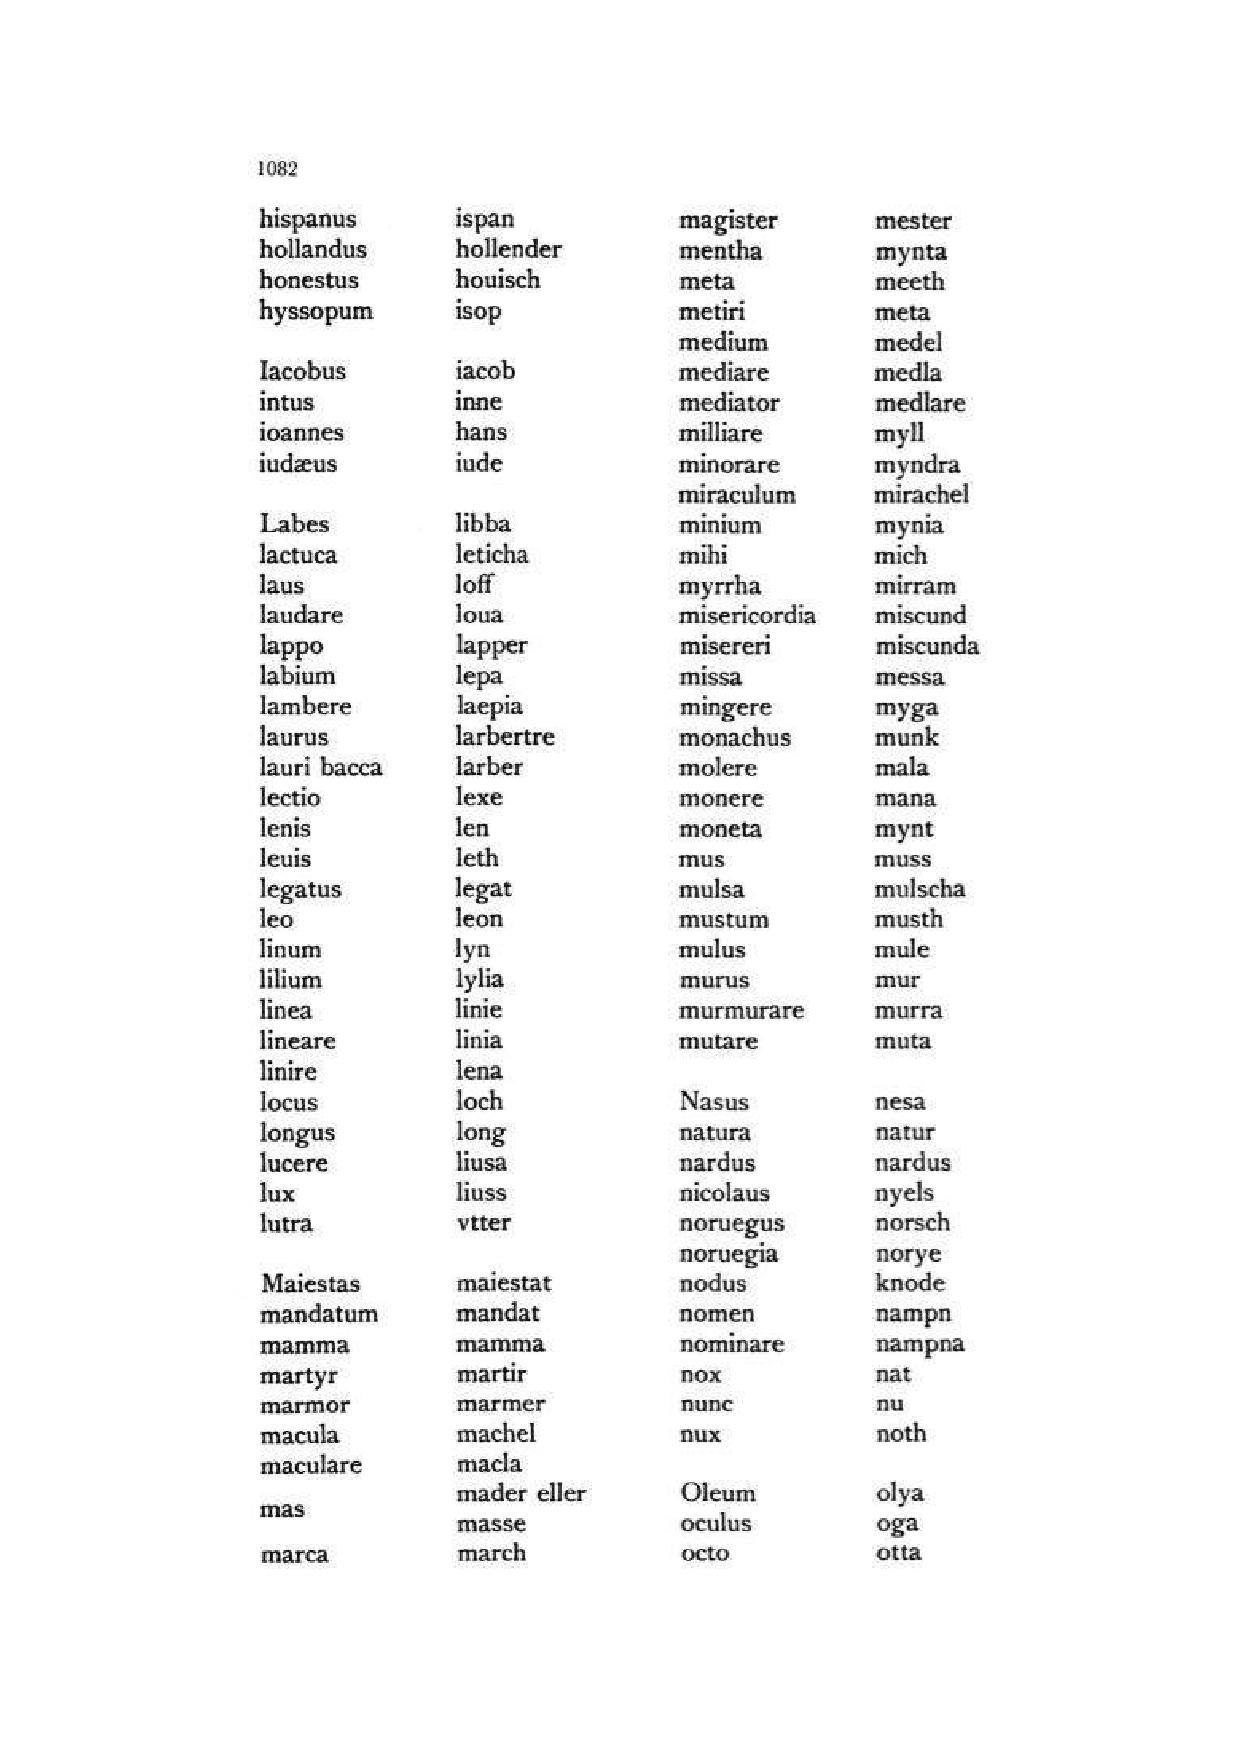 1082
hispanus ispan
hollandus hollender
honestus houisch
hyssopum isop
Iacobus iacob
intus inne
ioannes hans
iudæus iude
Labes libba
lactuca leticha
laus loff
laudare loua
lappo lapper
labium lepa
lambere laepia
laurus larbertre
lauri bacca larber
lectio lexe
lenis len
leuis leth
legatus legat
leo leon
linum lyn
lilium lylia
linea linie
lineare linia
linire lena
locus loch
longus long
lucere liusa
lux liuss
lutra vtter
Maiestas maiestat
mandatum mandat
mamma mamma
martyr martir
marmor marmer
macula machel
maculare macla
mas mader eller
masse
marca march
magister mester
mentha mynta
meta meeth
metiri meta
medium medel
mediare medla
mediator medlare
milliare myll
minorare myndra
miraculum mirachel
minium mynia
mihi mich
myrrha mirram
misericordia miscund
misereri miscunda
missa messa
mingere myga
monachus munk
molere mala
monere mana
moneta mynt
mus muss
mulsa mulscha
mustum musth
mulus mule
murus mur
murmurare murra
mutare muta
Nasus nesa
natura natur
nardus nardus
nicolaus nyels
noruegus norsch
noruegia norye
nodus knode
nomen nampn
nominare nampna
nox nat
nunc nu
nux noth
Oleum olya
oculus oga
octo otta